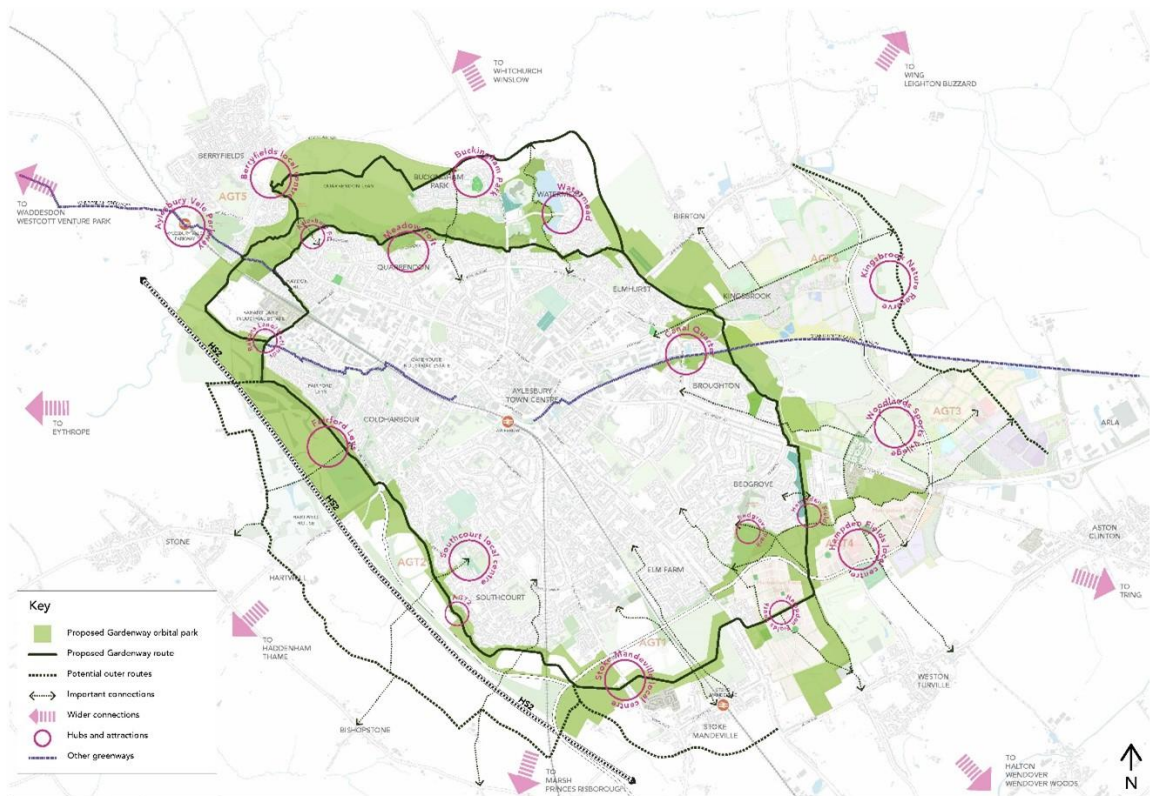 TO
WHITCHURCH
WINSLOW
TO
WING
LEIGHTON BUZZARD
BERRYFIELDS
Berryfields local centre
AGT5
BUCKINGHAM
PARK
Buckingham Park
Watermead
TO
WADDESDON
WESTCOTT VENTURE PARK
Aylesbury Vale Parkway
Meadowcroft
QUARRENDON
BIERTON
AGT6
Kingsbrook Nature Reserve
ELMHURST
KINGSBROOK
Canal Quarter
HS2
TO
EYTHROPE
AYLESBURY
TOWN CENTRE
BROUGHTON
COLDHARBOUR
Fairford Leys
Woodlands Sports Village
AGT3
ARLA
BEDGROVE
HS2
STONE
HARTWELL
AGT2
Southcourt local centre
SOUTHCOURT
AGT2
ELM FARM
AGT4
Hampden Fields local centre
ASTON
CLINTON
TO
TRING
TO
HADDENHAM
THAME
AGT1
Stoke Mandeville local centre
WESTON
TURVILLE
HS2
STOKE
MANDEVILLE
BISHOPSTONE
TO
MARSH
PRINCES RISBOROUGH
TO
HALTON
WENDOVER
WENDOVER WOODS
N
Key
Proposed Gardenway orbital park
Proposed Gardenway route
Potential outer routes
Important connections
Wider connections
Hubs and attractions
Other greenways